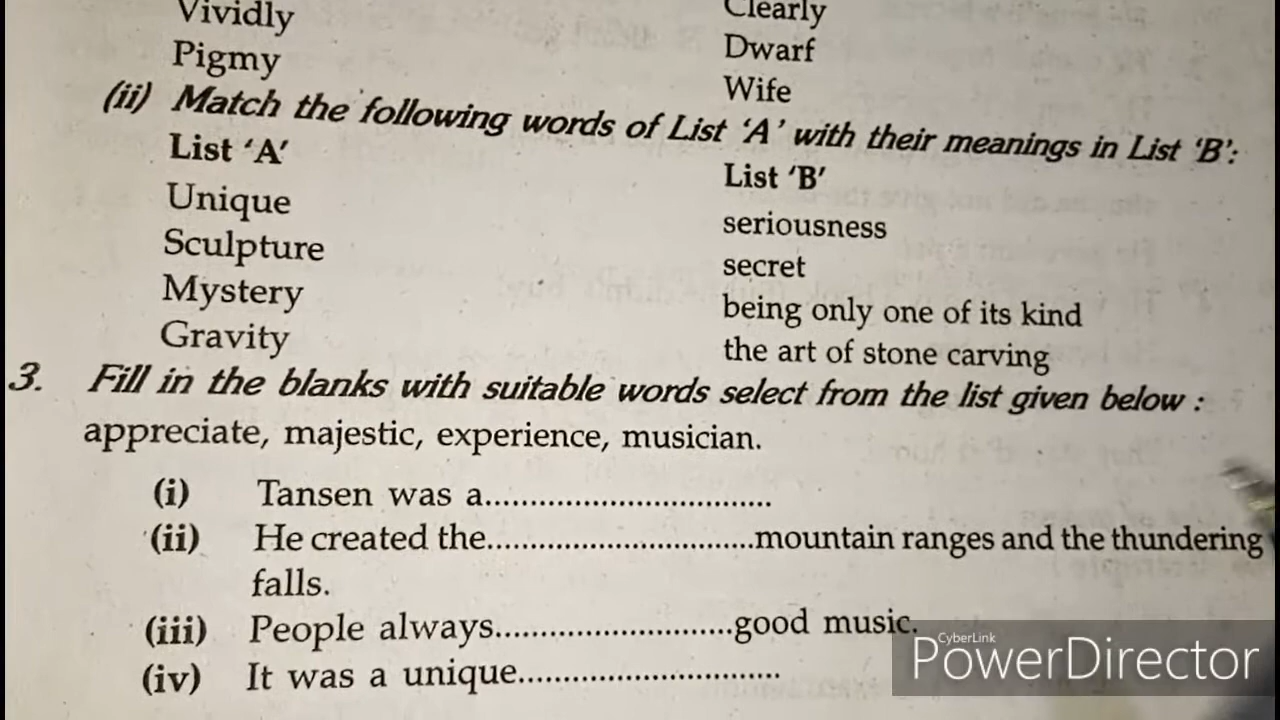 Vividly Clearly
Pigmy Dwarf
Wife
(ii) Match the following words of List 'A' with their meanings in List 'B':
List 'A' List 'B'
Unique seriousness
Sculpture secret
Mystery being only one of its kind
Gravity the art of stone carving
3. Fill in the blanks with suitable words select from the list given below :
appreciate, majestic, experience, musician.
(i) Tansen was a...............................
(ii) He created the.............................mountain ranges and the thundering
falls.
(iii) People always..........................good music.
(iv) It was a unique............................
CyberLink
PowerDirector